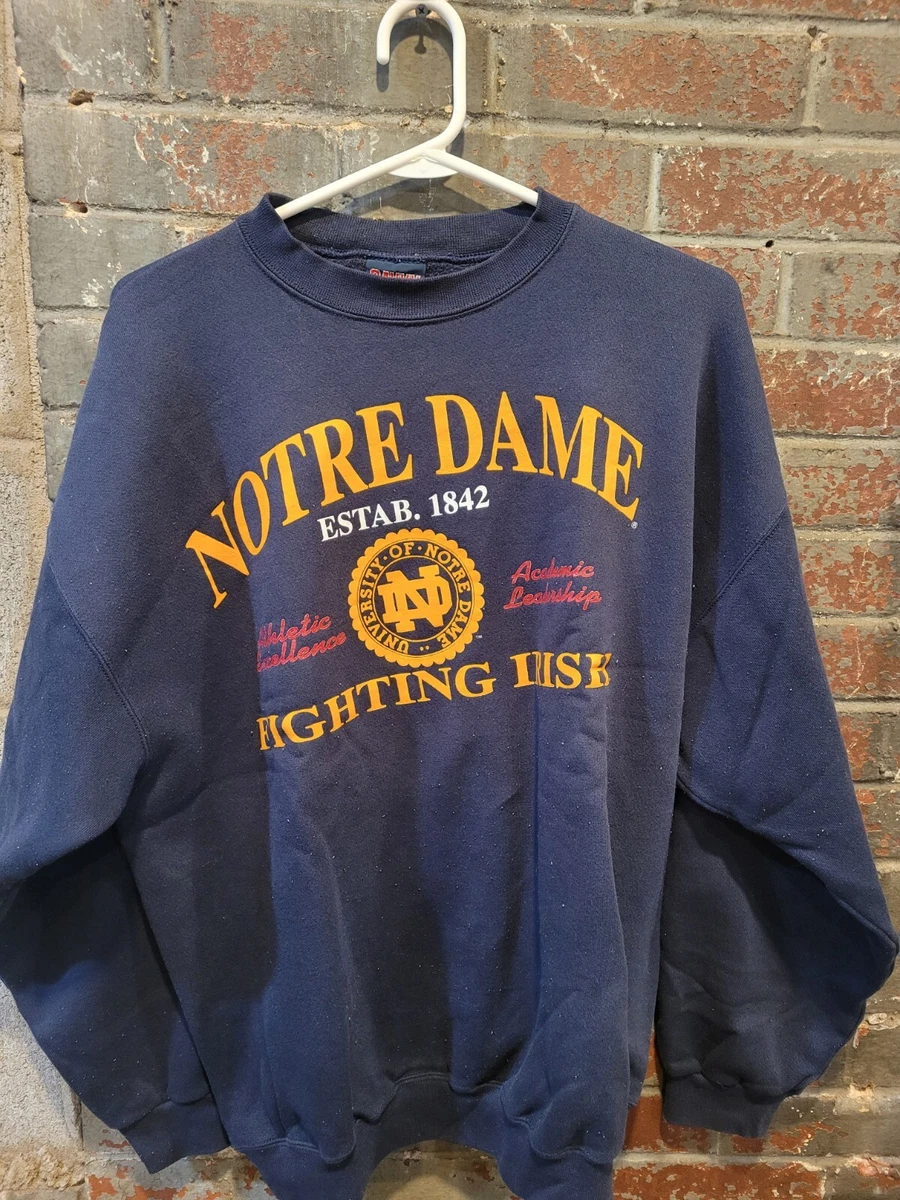 NOTRE DAME
ESTAB. 1842
UNIVERSITY·OF·NOTRE DAME
ND
Academic
Leadership
Athletic
Excellence
FIGHTING IRISH